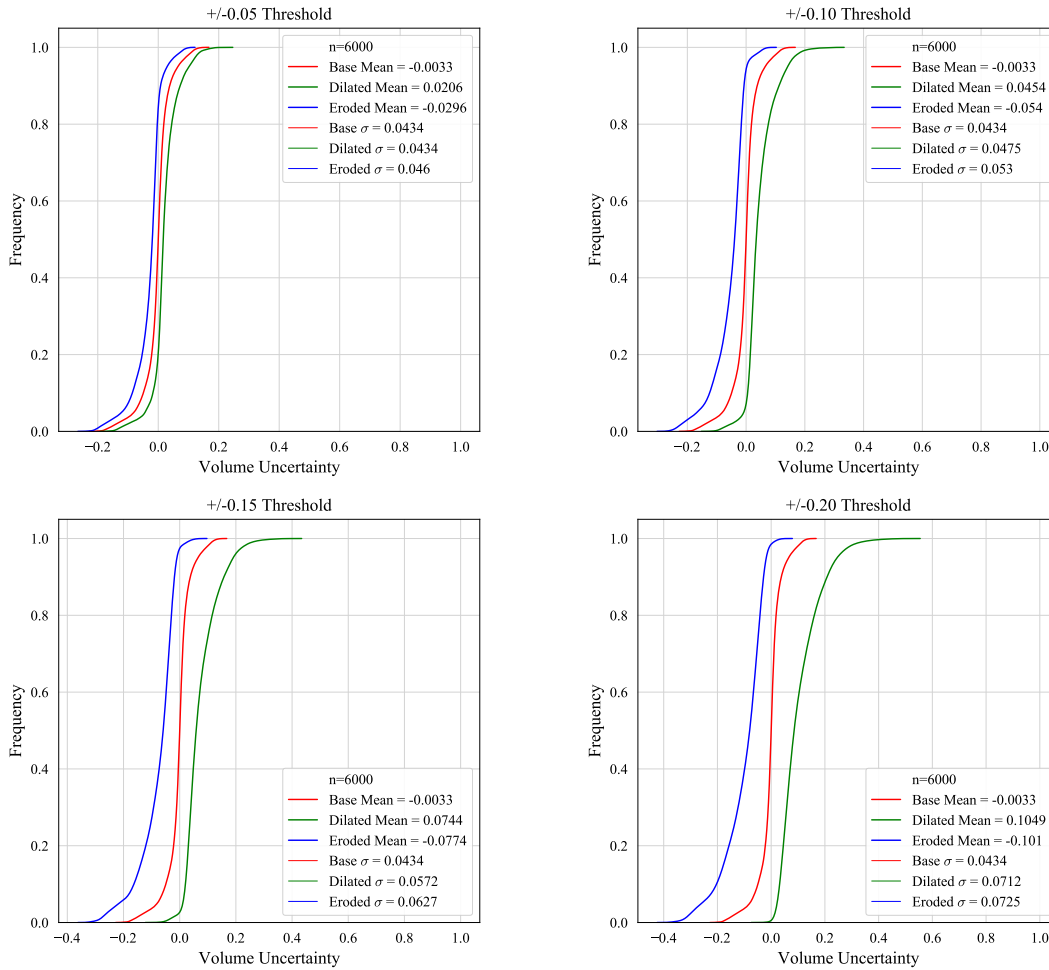 +/-0.05 Threshold
1.0
0.8
0.6
0.4
0.2
0.0
Frequency
−0.2 0.0 0.2 0.4 0.6 0.8 1.0
Volume Uncertainty
n=6000
Base Mean = -0.0033
Dilated Mean = 0.0206
Eroded Mean = -0.0296
Base σ = 0.0434
Dilated σ = 0.0434
Eroded σ = 0.046
+/-0.10 Threshold
1.0
0.8
0.6
0.4
0.2
0.0
Frequency
−0.2 0.0 0.2 0.4 0.6 0.8 1.0
Volume Uncertainty
n=6000
Base Mean = -0.0033
Dilated Mean = 0.0454
Eroded Mean = -0.054
Base σ = 0.0434
Dilated σ = 0.0475
Eroded σ = 0.053
+/-0.15 Threshold
1.0
0.8
0.6
0.4
0.2
0.0
Frequency
−0.4 −0.2 0.0 0.2 0.4 0.6 0.8 1.0
Volume Uncertainty
n=6000
Base Mean = -0.0033
Dilated Mean = 0.0744
Eroded Mean = -0.0774
Base σ = 0.0434
Dilated σ = 0.0572
Eroded σ = 0.0627
+/-0.20 Threshold
1.0
0.8
0.6
0.4
0.2
0.0
Frequency
−0.4 −0.2 0.0 0.2 0.4 0.6 0.8 1.0
Volume Uncertainty
n=6000
Base Mean = -0.0033
Dilated Mean = 0.1049
Eroded Mean = -0.101
Base σ = 0.0434
Dilated σ = 0.0712
Eroded σ = 0.0725